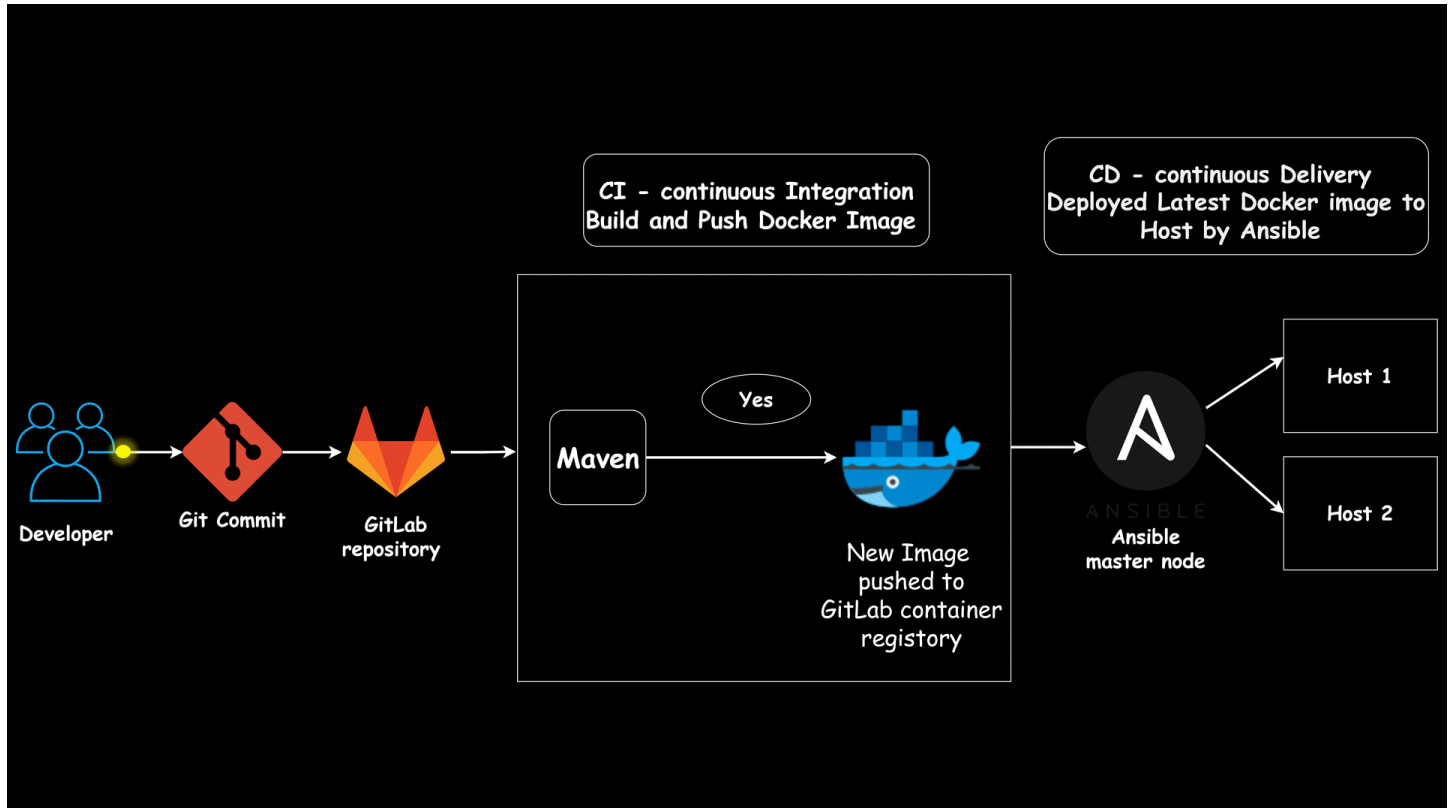 CI - continuous Integration
Build and Push Docker Image
CD - continuous Delivery
Deployed Latest Docker image to
Host by Ansible
Developer
Git Commit
GitLab
repository
Maven
Yes
New Image
pushed to
GitLab container
registory
ANSIBLE
Ansible
master node
Host 1
Host 2